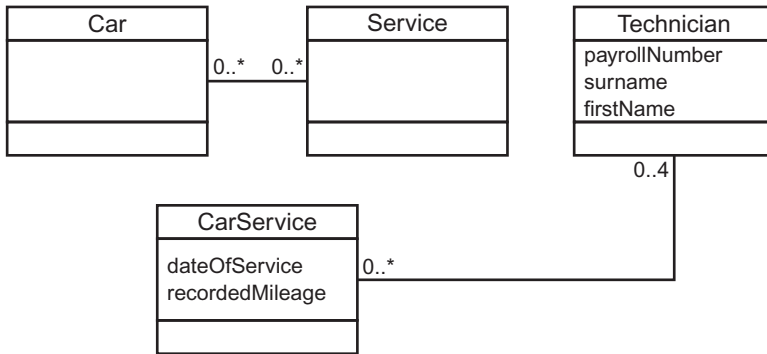 Car
Service
Technician
payrollNumber
surname
firstName
0..*
0..*
0..4
CarService
dateOfService
recordedMileage
0..*